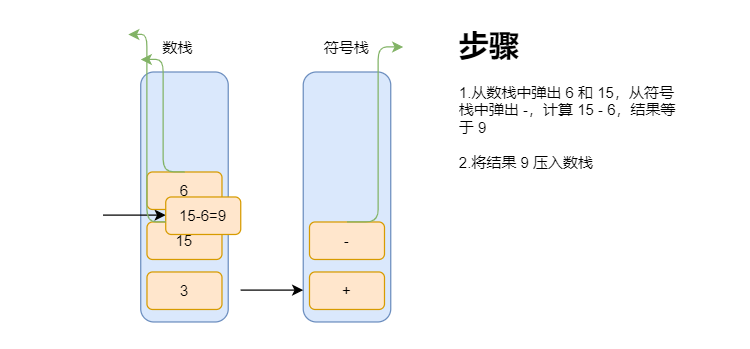 数栈
符号栈
步骤
1.从数栈中弹出 6 和 15，从符号
栈中弹出 -，计算 15 - 6，结果等
于 9
2.将结果 9 压入数栈
6
15-6=9
15
-
3
+